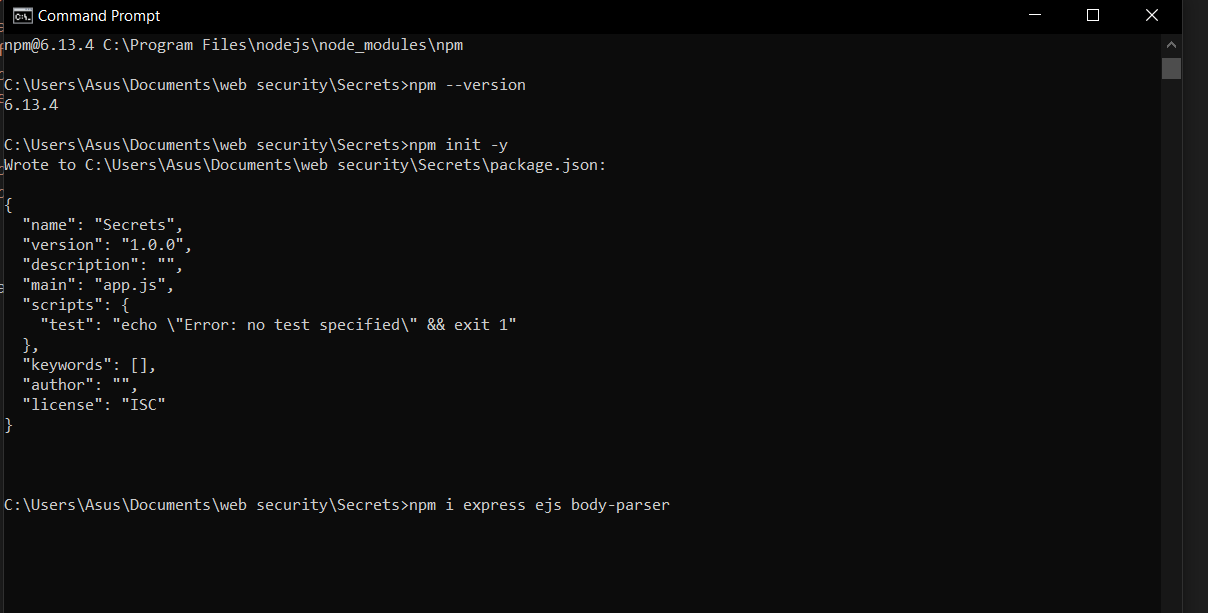 Command Prompt
npm@6.13.4 C:\Program Files\nodejs\node_modules\npm
C:\Users\Asus\Documents\web security\Secrets>npm --version
6.13.4
C:\Users\Asus\Documents\web security\Secrets>npm init -y
Wrote to C:\Users\Asus\Documents\web security\Secrets\package.json:
{
  "name": "Secrets",
  "version": "1.0.0",
  "description": "",
  "main": "app.js",
  "scripts": {
    "test": "echo \"Error: no test specified\" && exit 1"
  },
  "keywords": [],
  "author": "",
  "license": "ISC"
}
C:\Users\Asus\Documents\web security\Secrets>npm i express ejs body-parser